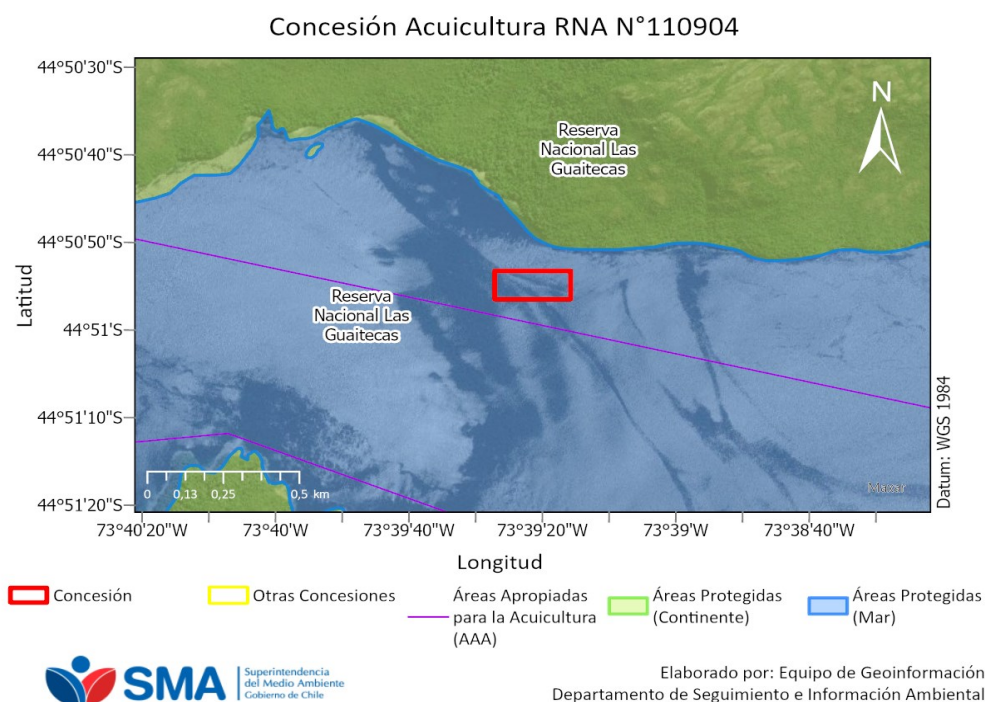 Concesión Acuicultura RNA N°110904
44°50'30"S
44°50'40"S
44°50'50"S
44°51'S
44°51'10"S
44°51'20"S
Latitud
N
Reserva
Nacional Las
Guaitecas
Reserva
Nacional Las
Guaitecas
Datum: WGS 1984
Maxar
0 0,13 0,25 0,5 km
73°40'20"W 73°40'W 73°39'40"W 73°39'20"W 73°39'W 73°38'40"W
Longitud
Concesión
Otras Concesiones
Áreas Apropiadas
para la Acuicultura
(AAA)
Áreas Protegidas
(Continente)
Áreas Protegidas
(Mar)
SMA
Superintendencia
del Medio Ambiente
Gobierno de Chile
Elaborado por: Equipo de Geoinformación
Departamento de Seguimiento e Información Ambiental